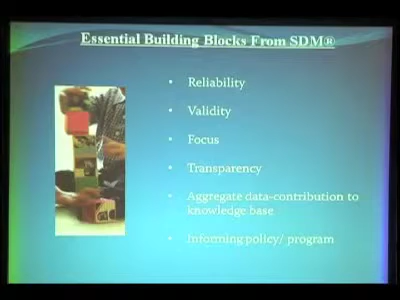 Essential Building Blocks From SDM®
• Reliability
• Validity
• Focus
• Transparency
• Aggregate data-contribution to
knowledge base
• Informing policy/ program